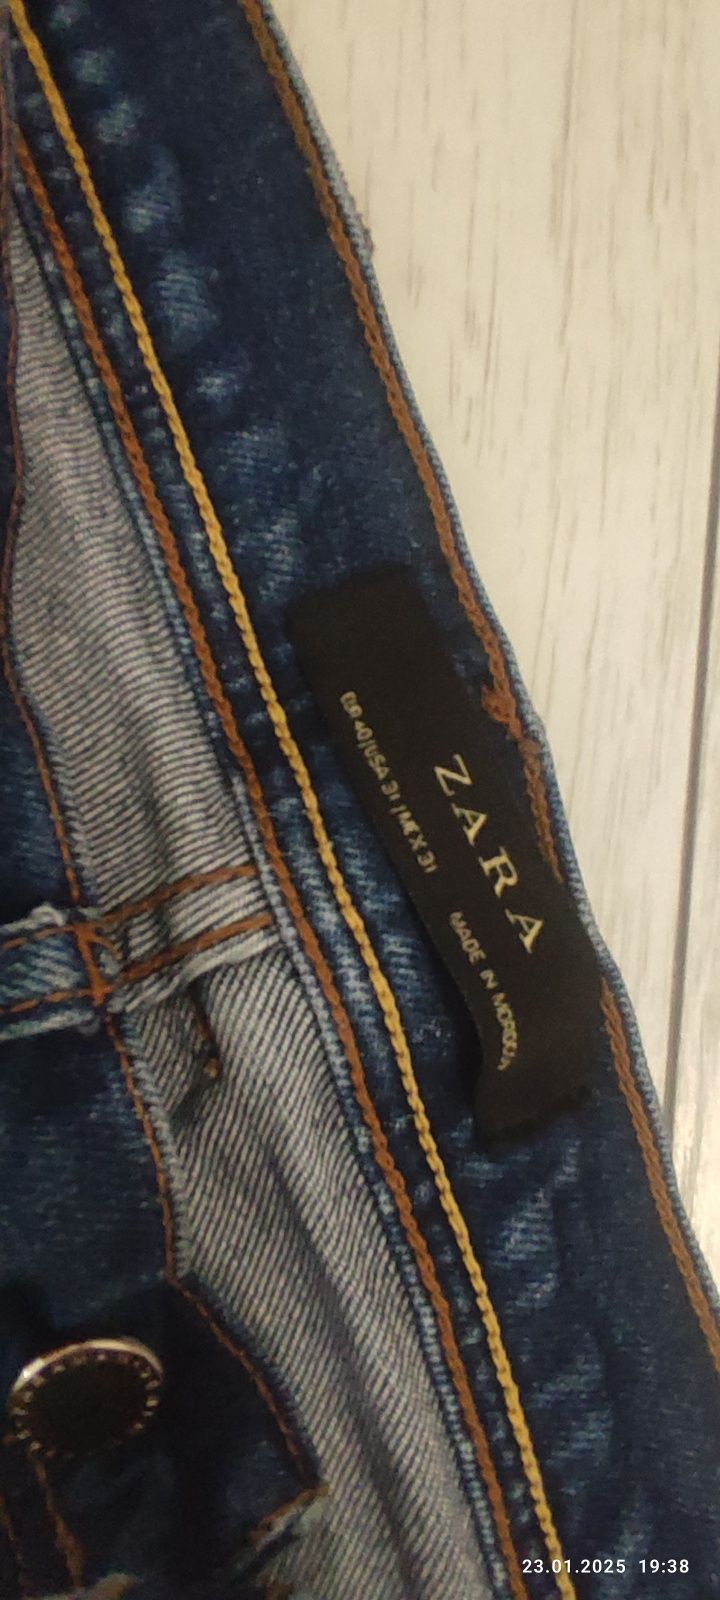 ZARA
EUR 40/USA 31 / MEX 31 MADE IN MOROCCO
23.01.2025 19:38